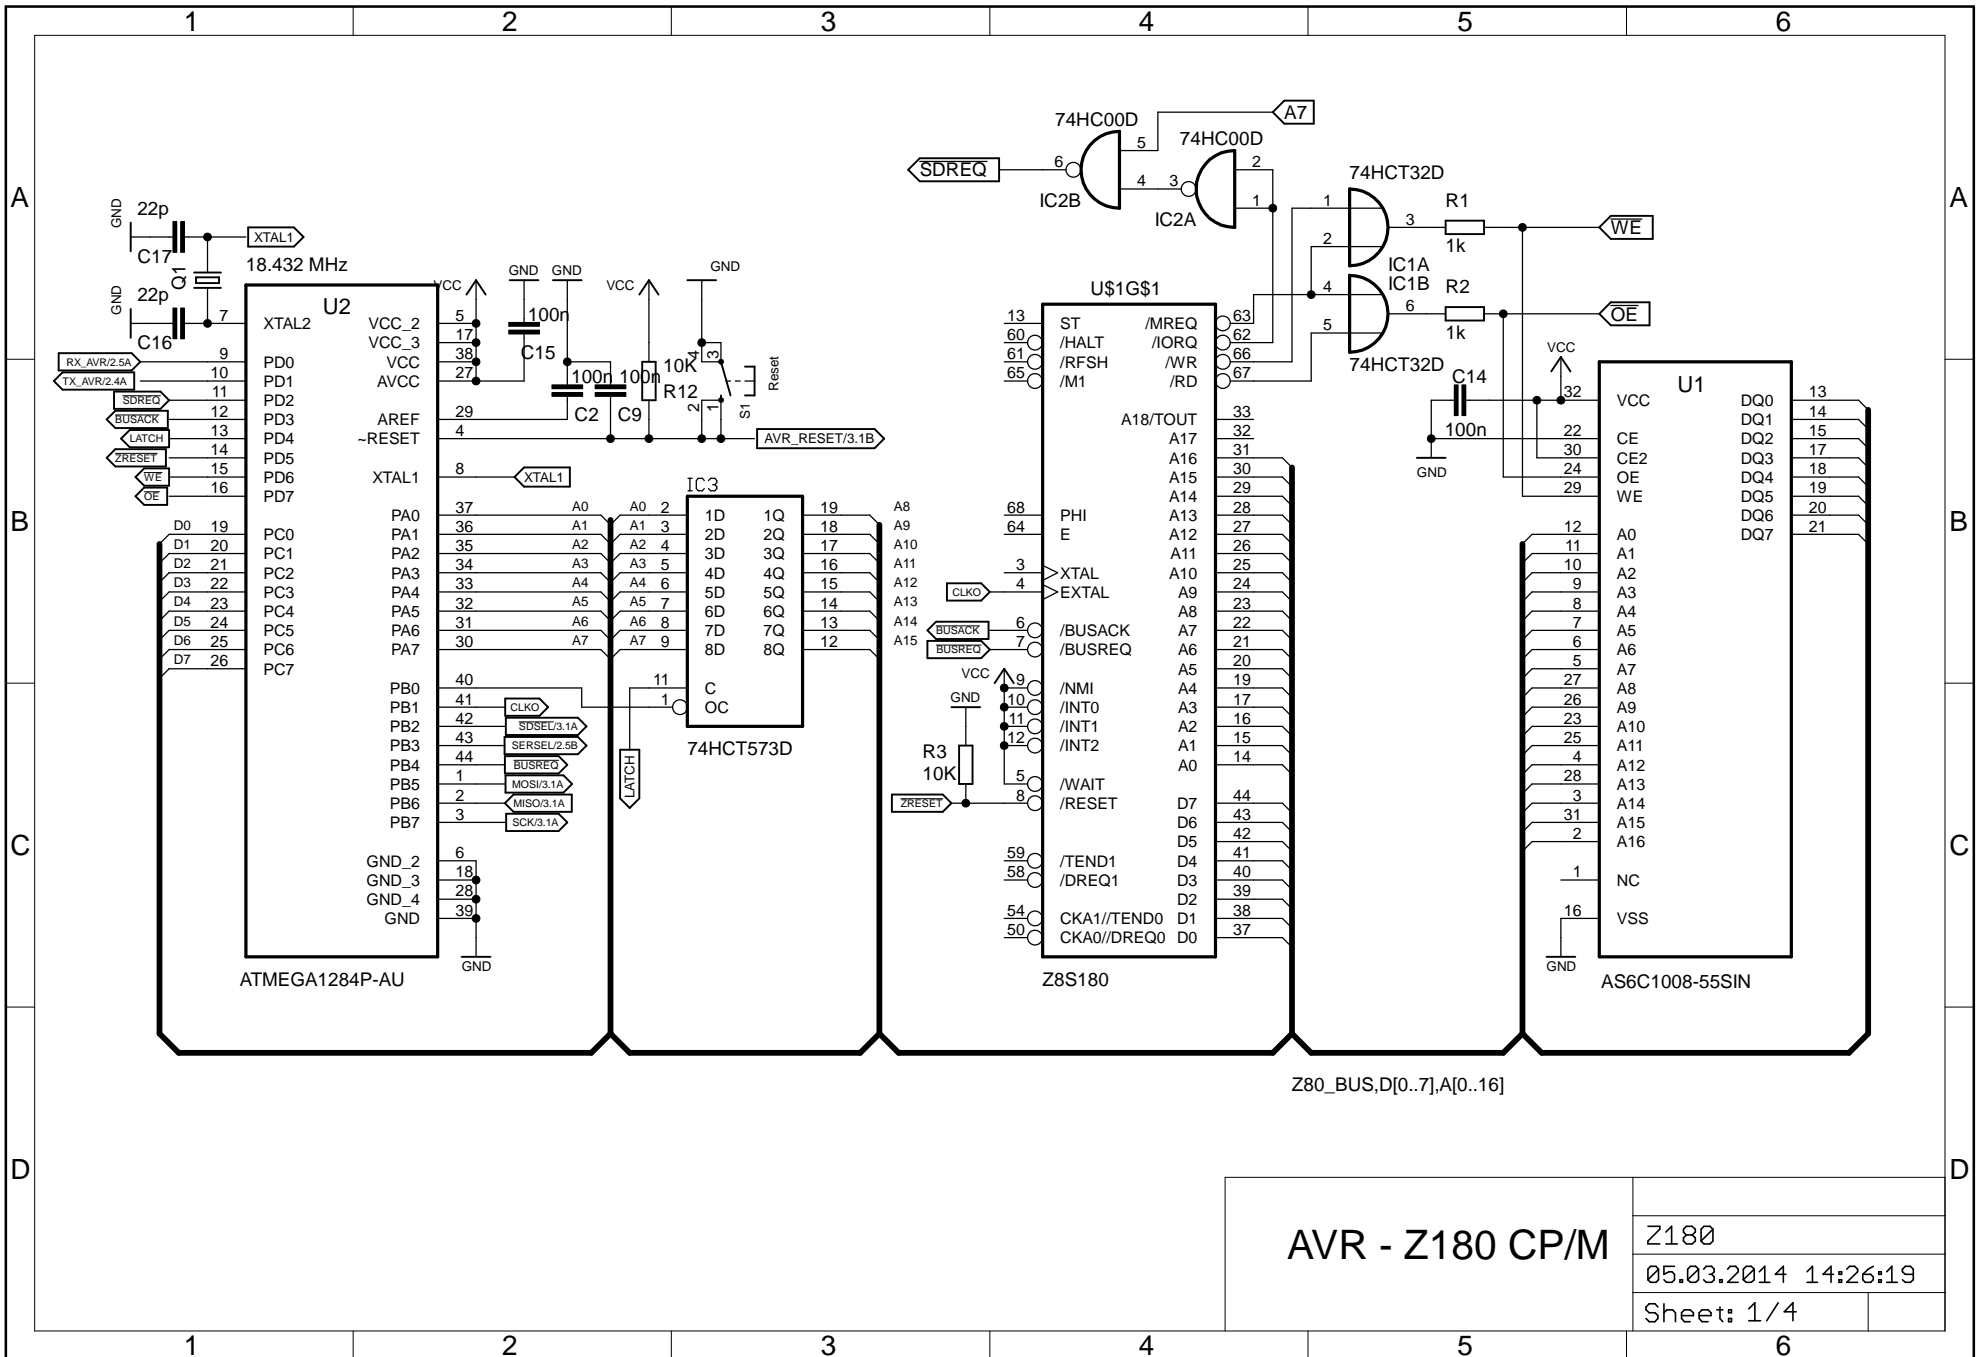 1 2 3 4 5 6
A
B
C
D
A
B
C
D
1 2 3 4 5 6
GND
22p
C17
XTAL1
18.432 MHz
Q1
GND
22p
C16
U2
7 XTAL2
RX_AVR/2.5A 9 PD0
TX_AVR/2.4A 10 PD1
SDREQ 11 PD2
BUSACK 12 PD3
LATCH 13 PD4
ZRESET 14 PD5
WE 15 PD6
OE 16 PD7
D0 19 PC0
D1 20 PC1
D2 21 PC2
D3 22 PC3
D4 23 PC4
D5 24 PC5
D6 25 PC6
D7 26 PC7
VCC_2 5
VCC_3 17
VCC 38
AVCC 27
AREF 29
~RESET 4
XTAL1 8 XTAL1
PA0 37 A0
PA1 36 A1
PA2 35 A2
PA3 34 A3
PA4 33 A4
PA5 32 A5
PA6 31 A6
PA7 30 A7
PB0 40
PB1 41 CLKO
PB2 42 SDSEL/3.1A
PB3 43 SERSEL/2.5B
PB4 44 BUSREQ
PB5 1 MOSI/3.1A
PB6 2 MISO/3.1A
PB7 3 SCK/3.1A
GND_2 6
GND_3 18
GND_4 28
GND 39
GND
ATMEGA1284P-AU
VCC
GND
GND
VCC
GND
100n
C15
100n
C2
100n
C9
10K
R12
4 3
2 1
S1
Reset
AVR_RESET/3.1B
IC3
A0 2 1D 1Q 19 A8
A1 3 2D 2Q 18 A9
A2 4 3D 3Q 17 A10
A3 5 4D 4Q 16 A11
A4 6 5D 5Q 15 A12
A5 7 6D 6Q 14 A13
A6 8 7D 7Q 13 A14
A7 9 8D 8Q 12 A15
11 C
1 OC
74HCT573D
LATCH
SDREQ
74HC00D
6 5 4
IC2B
A7
74HC00D
3 2 1
IC2A
74HCT32D
1 2 3
IC1A
IC1B
4 5 6
74HCT32D
R1
1k
WE
R2
1k
OE
U$1G$1
13 ST
60 /HALT
61 /RFSH
65 /M1
68 PHI
64 E
3 XTAL
CLKO 4 EXTAL
BUSACK 6 /BUSACK
BUSREQ 7 /BUSREQ
VCC
9 /NMI
10 /INT0
11 /INT1
12 /INT2
5 /WAIT
GND
R3
10K
ZRESET 8 /RESET
59 /TEND1
58 /DREQ1
54 CKA1//TEND0
50 CKA0//DREQ0
/MREQ 63
/IORQ 62
/WR 66
/RD 67
A18/TOUT 33
A17 32
A16 31
A15 30
A14 29
A13 28
A12 27
A11 26
A10 25
A9 24
A8 23
A7 22
A6 21
A5 20
A4 19
A3 17
A2 16
A1 15
A0 14
D7 44
D6 43
D5 42
D4 41
D3 40
D2 39
D1 38
D0 37
Z8S180
VCC
C14
100n
GND
U1
32 VCC
22 CE
30 CE2
24 OE
29 WE
12 A0
11 A1
10 A2
9 A3
8 A4
7 A5
6 A6
5 A7
27 A8
26 A9
23 A10
25 A11
4 A12
28 A13
3 A14
31 A15
2 A16
1 NC
16 VSS
GND
DQ0 13
DQ1 14
DQ2 15
DQ3 17
DQ4 18
DQ5 19
DQ6 20
DQ7 21
AS6C1008-55SIN
Z80_BUS,D[0..7],A[0..16]
AVR - Z180 CP/M
Z180
05.03.2014 14:26:19
Sheet: 1/4